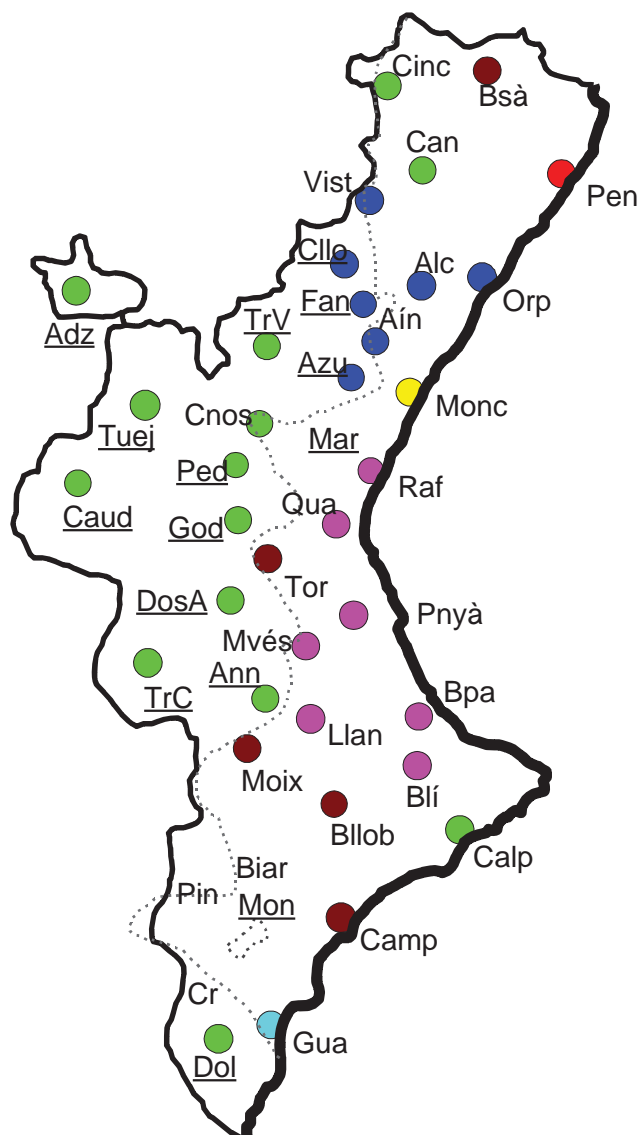 Cinc
Bsà
Can
Vist
Pen
Cllo
Alc
Orp
Fan
Adz
TrV
Aín
Azu
Monc
Tuej
Cnos
Mar
Ped
Raf
Caud
Qua
God
Tor
DosA
Pnyà
Mvés
Ann
TrC
Bpa
Llan
Moix
Blí
Bllob
Calp
Biar
Pin
Mon
Camp
Cr
Gua
Dol